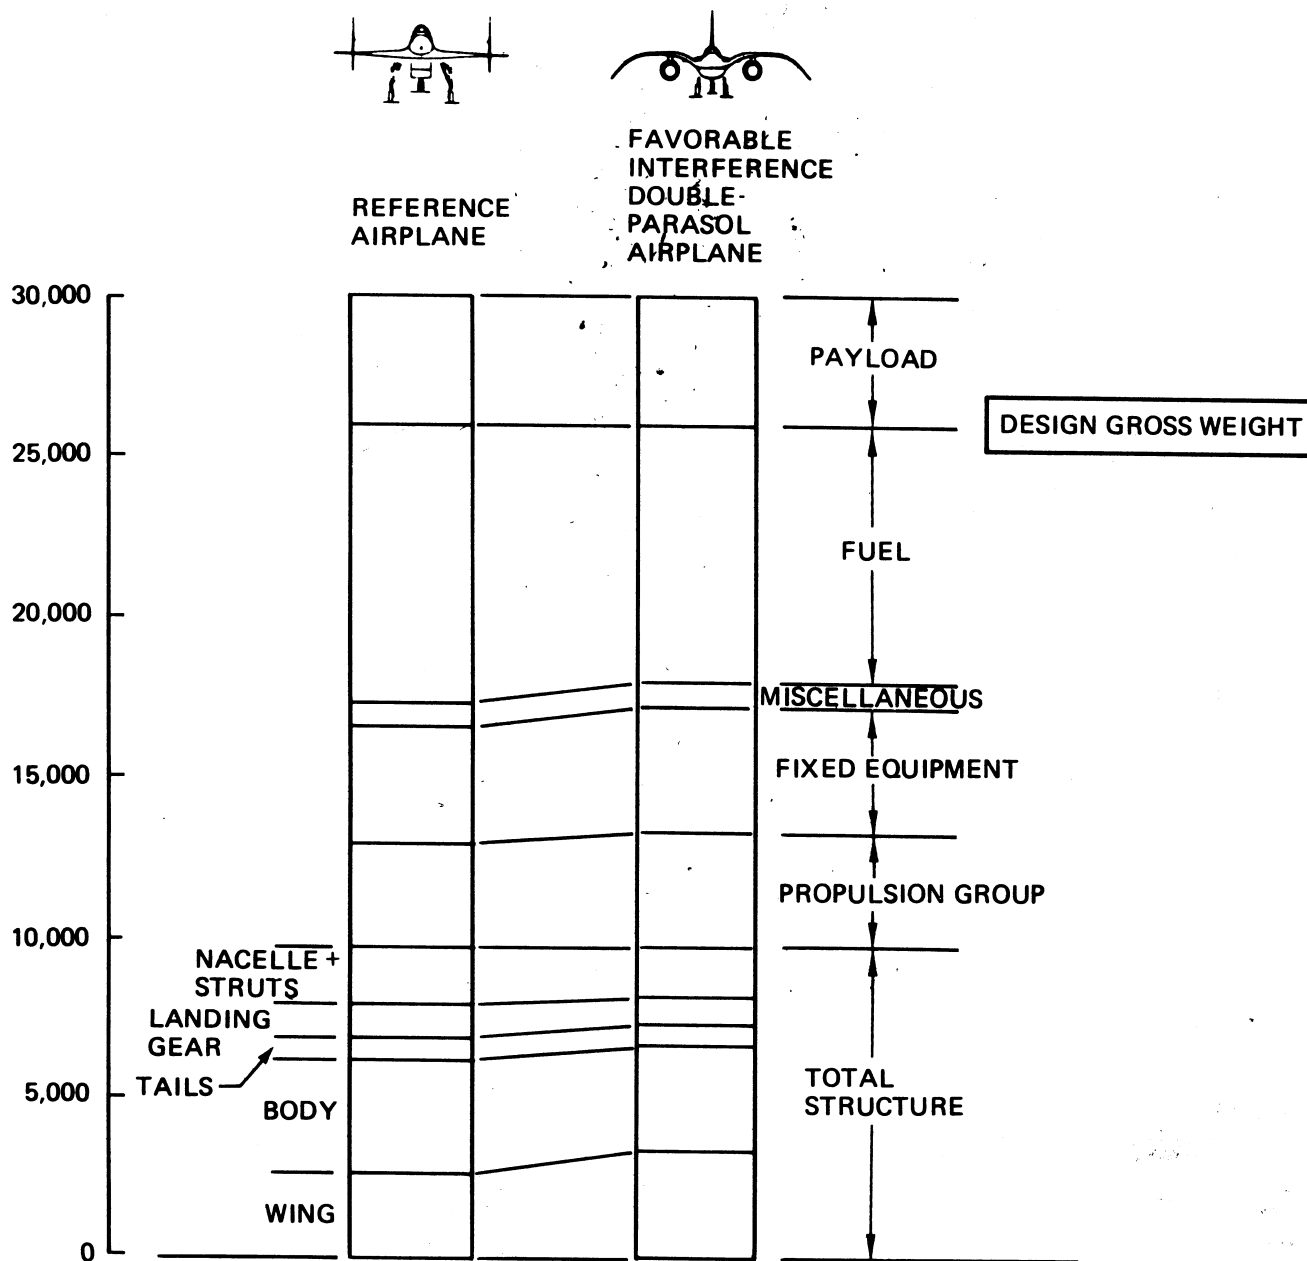 REFERENCE
AIRPLANE
FAVORABLE
INTERFERENCE
DOUBLE-
PARASOL
AIRPLANE
30,000
25,000
20,000
15,000
10,000
5,000
0
PAYLOAD
DESIGN GROSS WEIGHT
FUEL
MISCELLANEOUS
FIXED EQUIPMENT
PROPULSION GROUP
TOTAL
STRUCTURE
NACELLE +
STRUTS
LANDING
GEAR
TAILS
BODY
WING